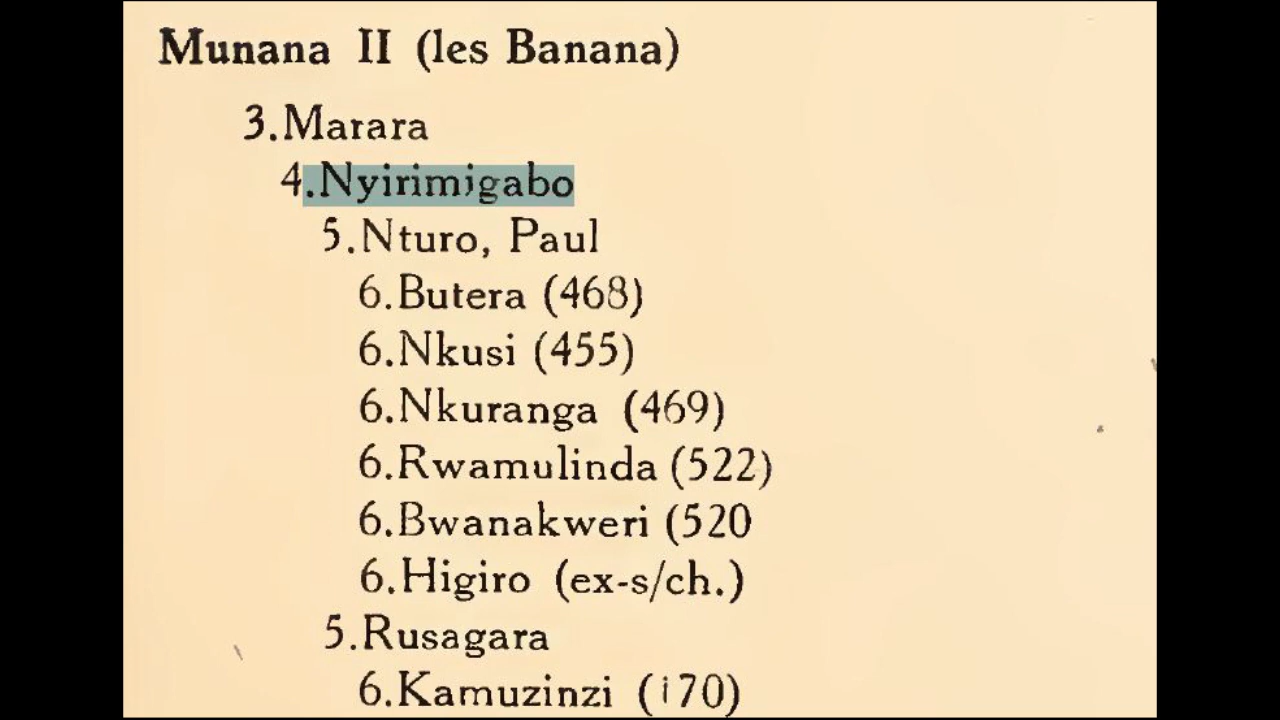 Munana II (les Banana)
3.Marara
4.Nyirimigabo
5.Nturo, Paul
6.Butera (468)
6.Nkusi (455)
6.Nkuranga (469)
6.Rwamulinda (522)
6.Bwanakweri (520
6.Higiro (ex-s/ch.)
5.Rusagara
6.Kamuzinzi (170)